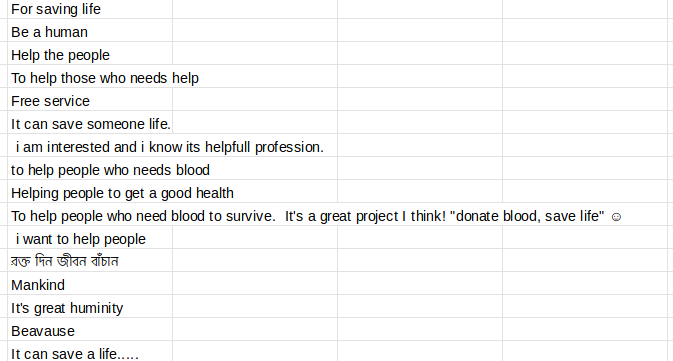 For saving life
Be a human
Help the people
To help those who needs help
Free service
It can save someone life.
i am interested and i know its helpfull profession.
to help people who needs blood
Helping people to get a good health
To help people who need blood to survive.  It's a great project I think! "donate blood, save life" ☺
i want to help people
রক্ত দিন জীবন বাঁচান
Mankind
It's great huminity
Beavause
It can save a life.....